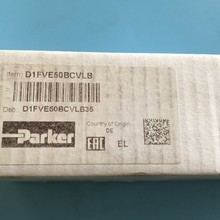 Item: D1FVE50BCVLB
Des: D1FVE50BCVLB35
Country of Origin
DE
Parker
EAC
EL